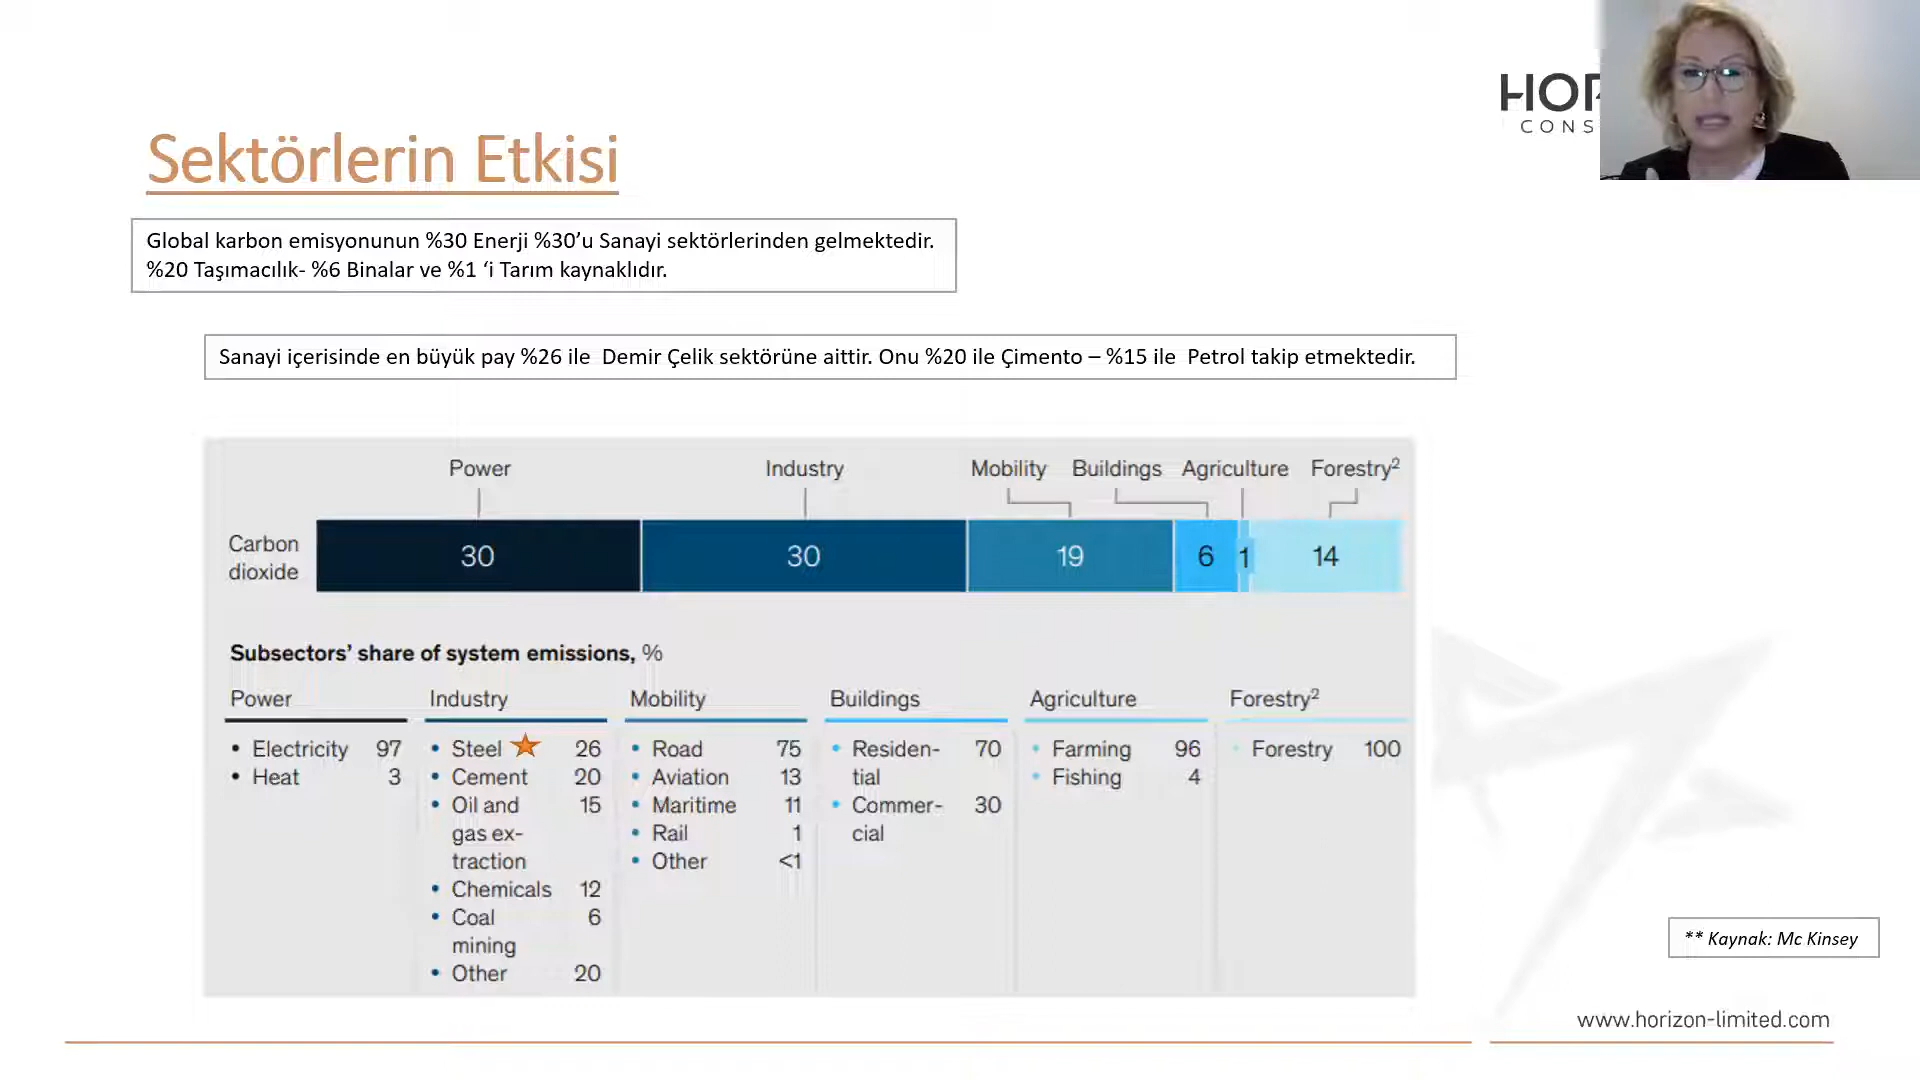 HOR
CONS
Sektörlerin Etkisi
Global karbon emisyonunun %30 Enerji %30’u Sanayi sektörlerinden gelmektedir.
%20 Taşımacılık- %6 Binalar ve %1 ‘i Tarım kaynaklıdır.
Sanayi içerisinde en büyük pay %26 ile  Demir Çelik sektörüne aittir. Onu %20 ile Çimento – %15 ile  Petrol takip etmektedir.
Power Industry Mobility Buildings Agriculture Forestry²
Carbon
dioxide
30 30 19 6 1 14
Subsectors’ share of system emissions, %
Power
• Electricity 97
• Heat 3
Industry
• Steel 26
• Cement 20
• Oil and 15
gas ex-
traction
• Chemicals 12
• Coal 6
mining
• Other 20
Mobility
• Road 75
• Aviation 13
• Maritime 11
• Rail 1
• Other <1
Buildings
• Residen- 70
tial
• Commer- 30
cial
Agriculture
• Farming 96
• Fishing 4
Forestry²
• Forestry 100
** Kaynak: Mc Kinsey
www.horizon-limited.com